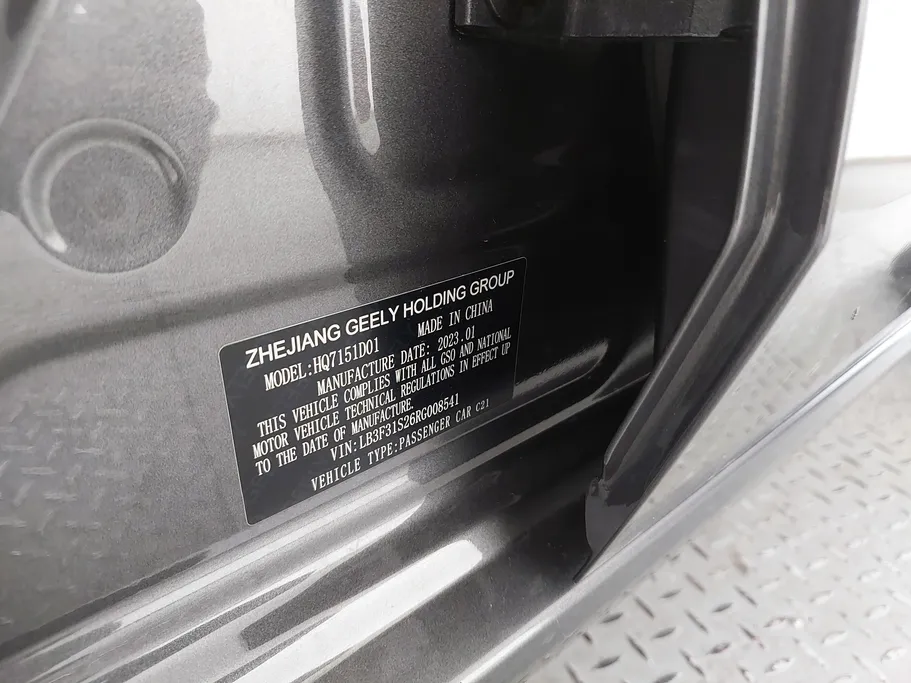 ZHEJIANG GEELY HOLDING GROUP
MODEL:HQ7151D01 MADE IN CHINA
MANUFACTURE DATE: 2023.01
THIS VEHICLE COMPLIES WITH ALL GSO AND NATIONAL
MOTOR VEHICLE TECHNICAL REGULATIONS IN EFFECT UP
TO THE DATE OF MANUFACTURE.
VIN:LB3F31S26RG008541
VEHICLE TYPE:PASSENGER CAR C21